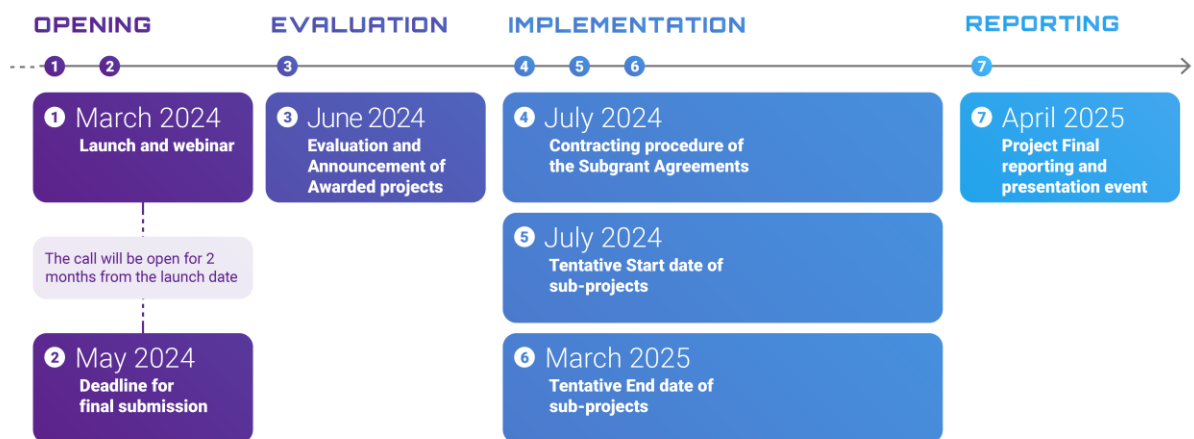 OPENING
EVALUATION
IMPLEMENTATION
REPORTING
1
2
3
4
5
6
7
1 March 2024
Launch and webinar
The call will be open for 2
months from the launch date
2 May 2024
Deadline for
final submission
3 June 2024
Evaluation and
Announcement of
Awarded projects
4 July 2024
Contracting procedure of
the Subgrant Agreements
5 July 2024
Tentative Start date of
sub-projects
6 March 2025
Tentative End date of
sub-projects
7 April 2025
Project Final
reporting and
presentation event